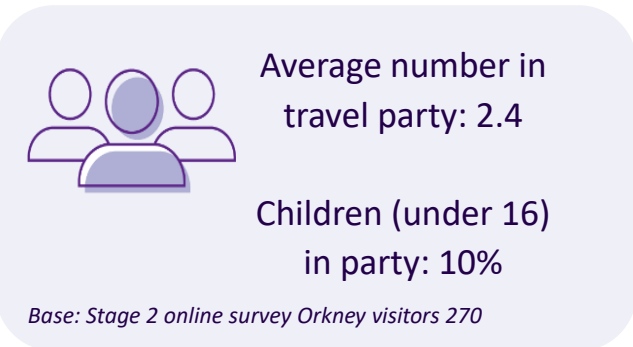 Average number in
travel party: 2.4
Children (under 16)
in party: 10%
Base: Stage 2 online survey Orkney visitors 270